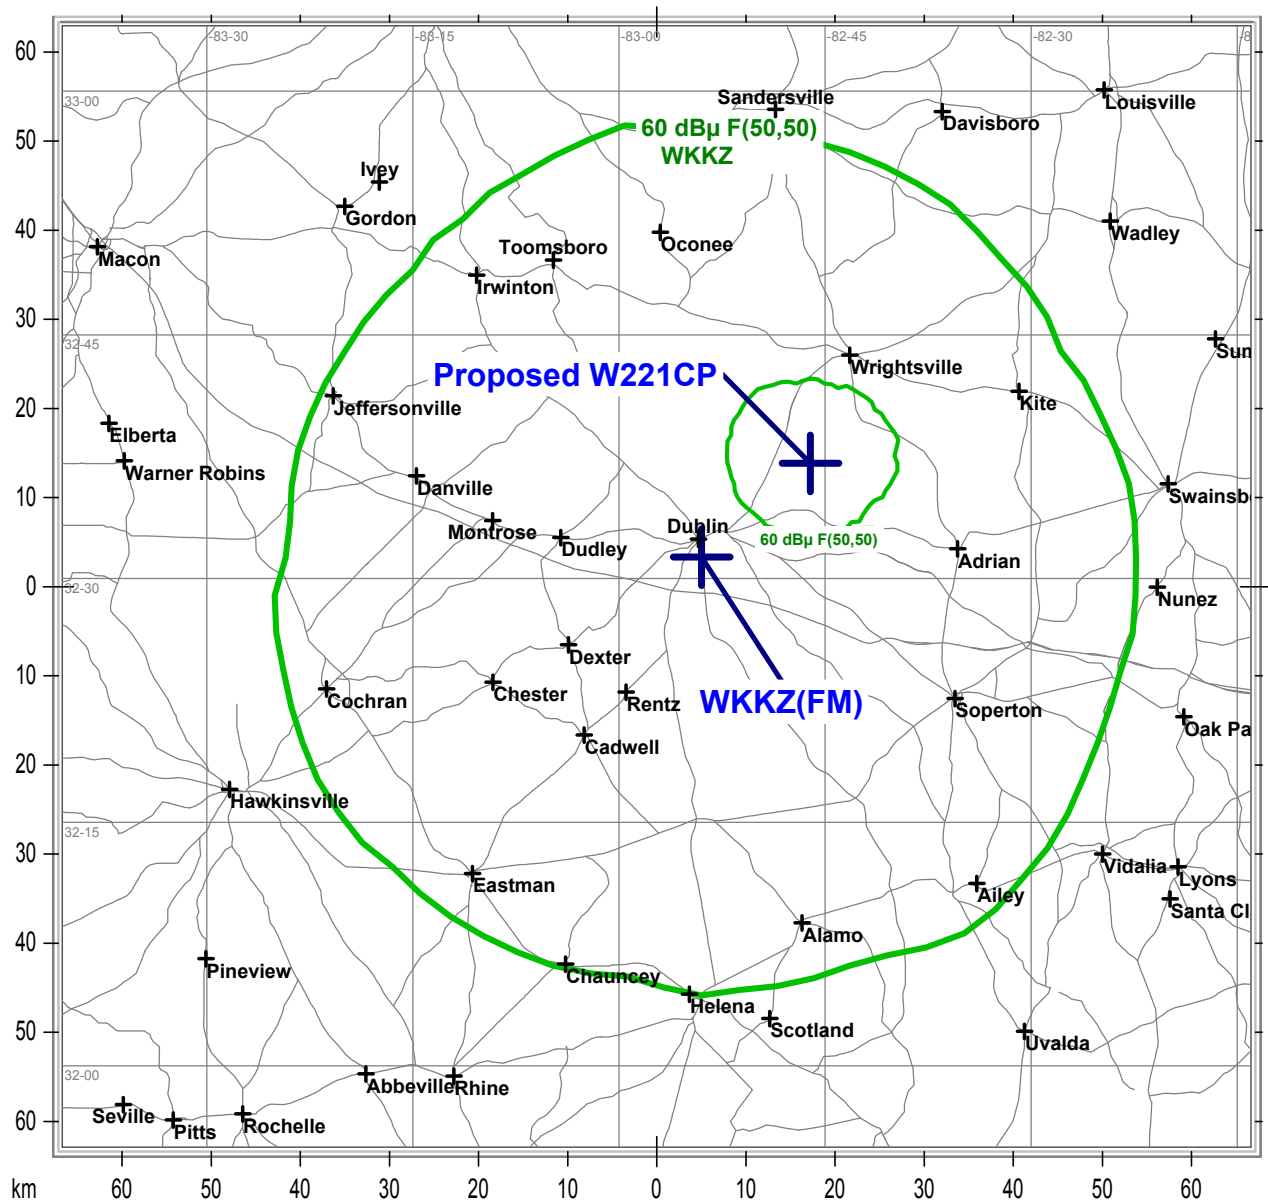 -83-30
-83-15
-83-00
-82-45
-82-30
-8
60
Sandersville
33-00
Louisville
Davisboro
60 dBµ F(50,50)
WKKZ
50
Ivey
Gordon
40
Toomsboro
Oconee
Wadley
Macon
Irwinton
30
32-45
Sun
Proposed W221CP
Wrightsville
20
Jeffersonville
Kite
Elberta
Warner Robins
Danville
10
Swainsb
Montrose
Dublin
Dudley
60 dBµ F(50,50)
Adrian
0
32-30
Nunez
Dexter
10
Cochran
Chester
Rentz
WKKZ(FM)
Soperton
Oak Pa
Cadwell
20
Hawkinsville
32-15
30
Vidalia
Lyons
Eastman
Ailey
Santa Cl
40
Alamo
Pineview
Chauncey
Helena
50
Scotland
Uvalda
32-00
Abbeville
Rhine
60
Seville
Pitts
Rochelle
km
60
50
40
30
20
10
0
10
20
30
40
50
60